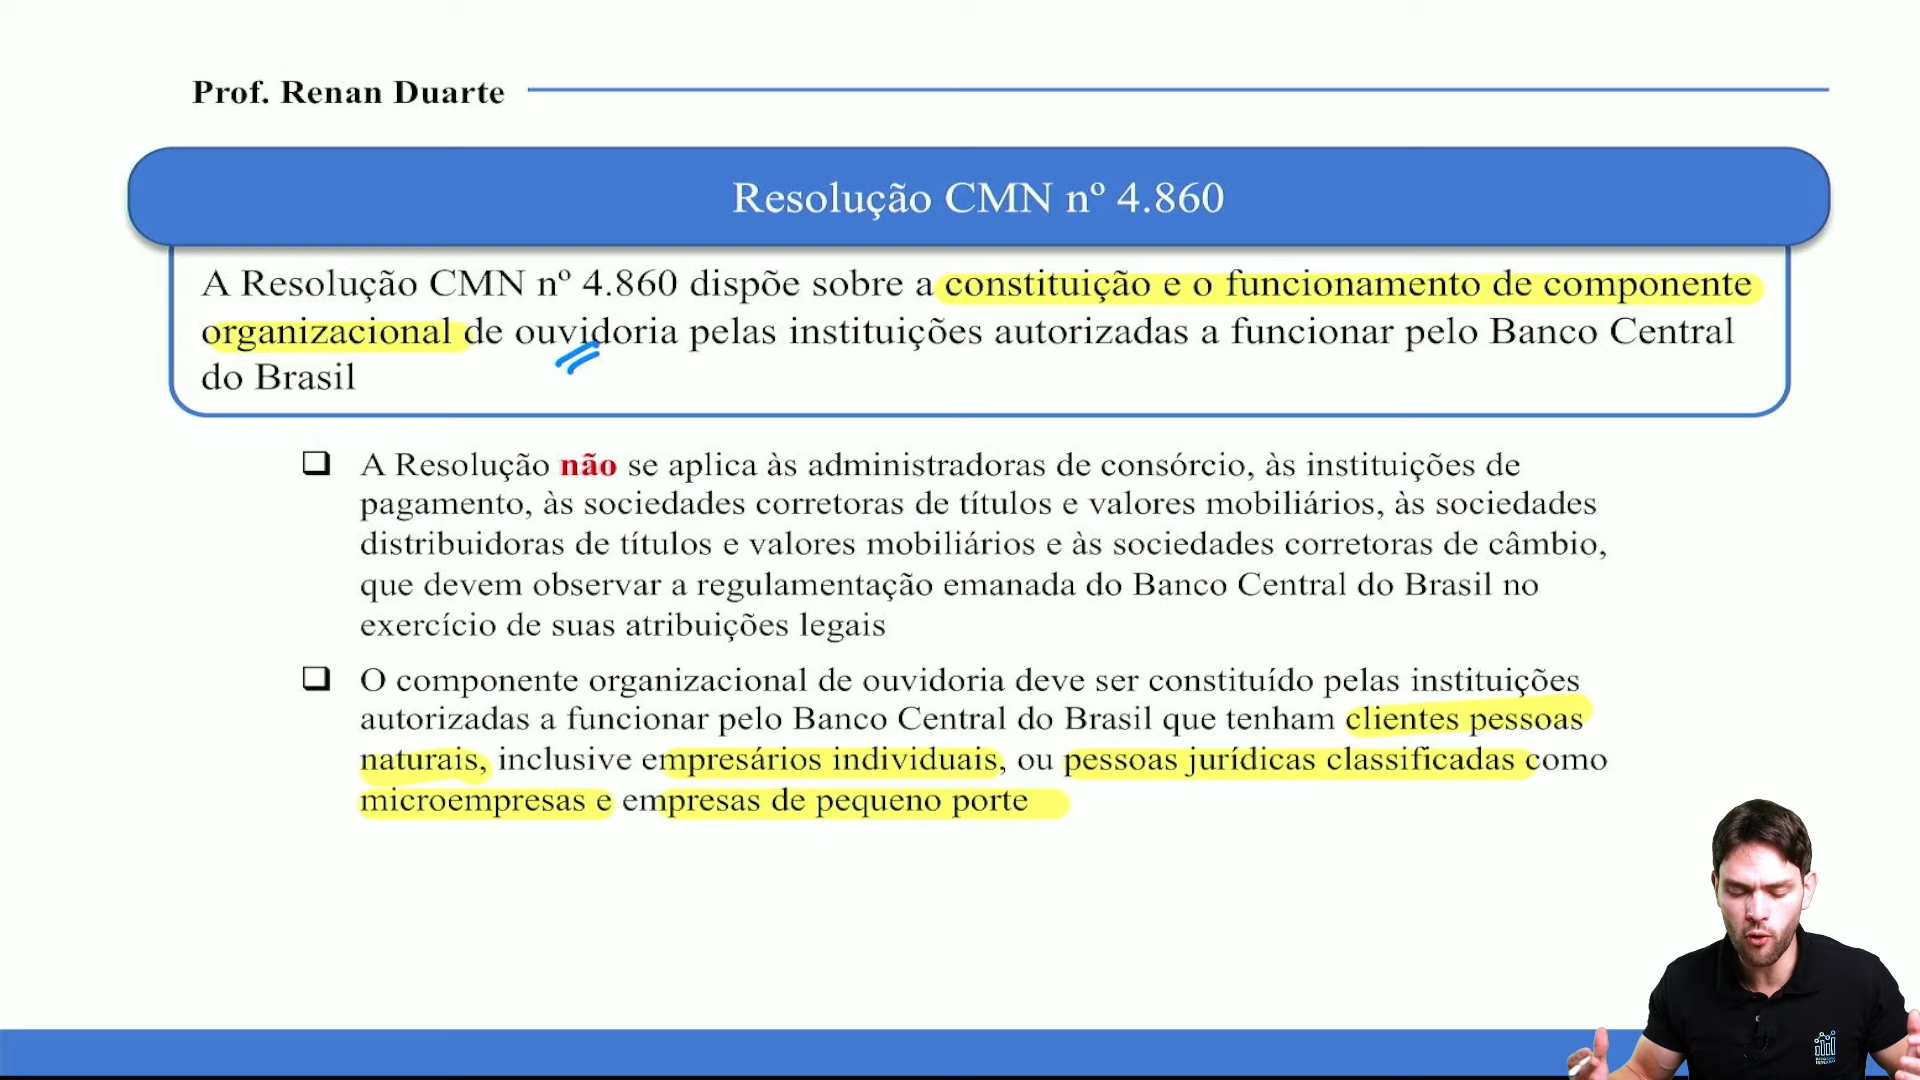 Prof. Renan Duarte
Resolução CMN nº 4.860
A Resolução CMN nº 4.860 dispõe sobre a constituição e o funcionamento de componente
organizacional de ouvidoria pelas instituições autorizadas a funcionar pelo Banco Central
do Brasil
A Resolução não se aplica às administradoras de consórcio, às instituições de
pagamento, às sociedades corretoras de títulos e valores mobiliários, às sociedades
distribuidoras de títulos e valores mobiliários e às sociedades corretoras de câmbio,
que devem observar a regulamentação emanada do Banco Central do Brasil no
exercício de suas atribuições legais
O componente organizacional de ouvidoria deve ser constituído pelas instituições
autorizadas a funcionar pelo Banco Central do Brasil que tenham clientes pessoas
naturais, inclusive empresários individuais, ou pessoas jurídicas classificadas como
microempresas e empresas de pequeno porte